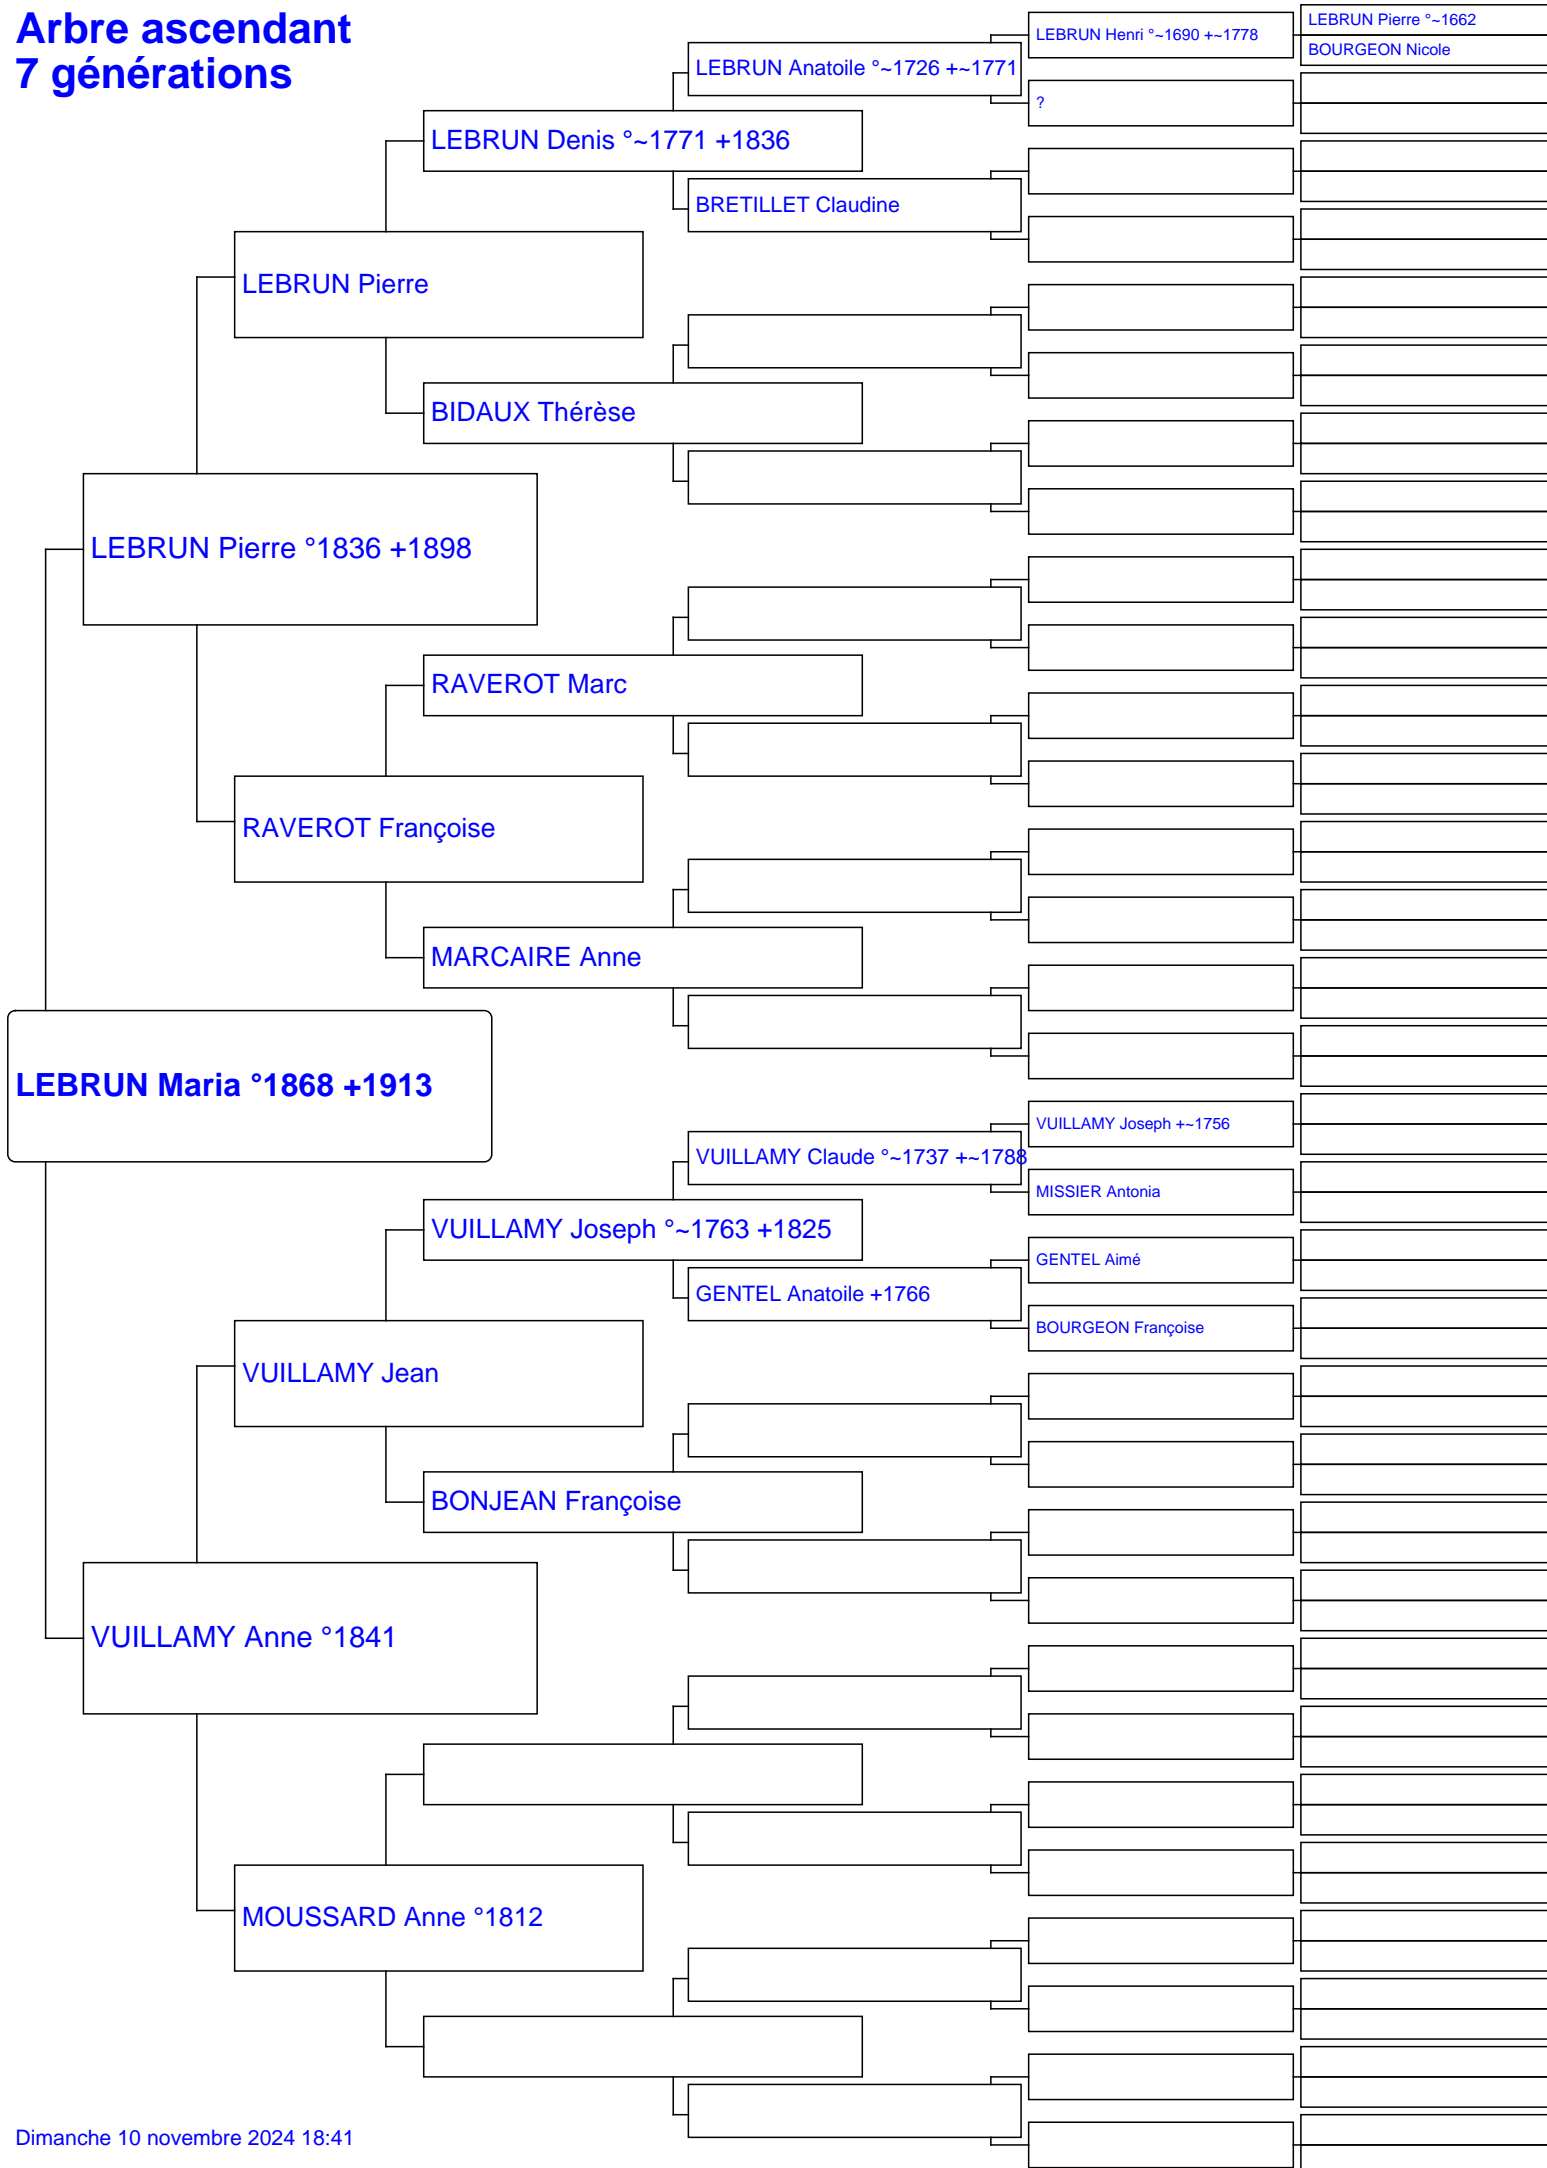 Arbre ascendant
7 générations
LEBRUN Pierre °~1662
LEBRUN Henri °~1690 +~1778
BOURGEON Nicole
LEBRUN Anatoile °~1726 +~1771
?
LEBRUN Denis °~1771 +1836
BRETILLET Claudine
LEBRUN Pierre
BIDAUX Thérèse
LEBRUN Pierre °1836 +1898
RAVEROT Marc
RAVEROT Françoise
MARCAIRE Anne
LEBRUN Maria °1868 +1913
VUILLAMY Joseph +~1756
VUILLAMY Claude °~1737 +~1788
MISSIER Antonia
VUILLAMY Joseph °~1763 +1825
GENTEL Aimé
GENTEL Anatoile +1766
BOURGEON Françoise
VUILLAMY Jean
BONJEAN Françoise
VUILLAMY Anne °1841
MOUSSARD Anne °1812
Dimanche 10 novembre 2024 18:41